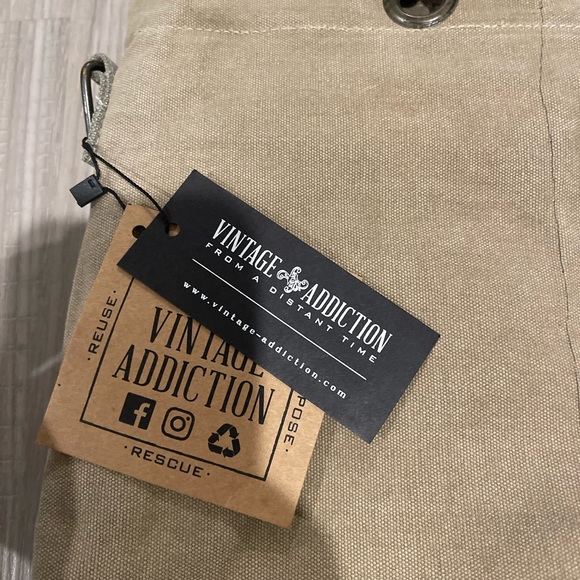 VINTAGE ADDICTION
FROM A DISTANT TIME
www.vintage-addiction.com
VINTAGE
ADDICTION
·REUSE·
POSE·
·RESCUE·